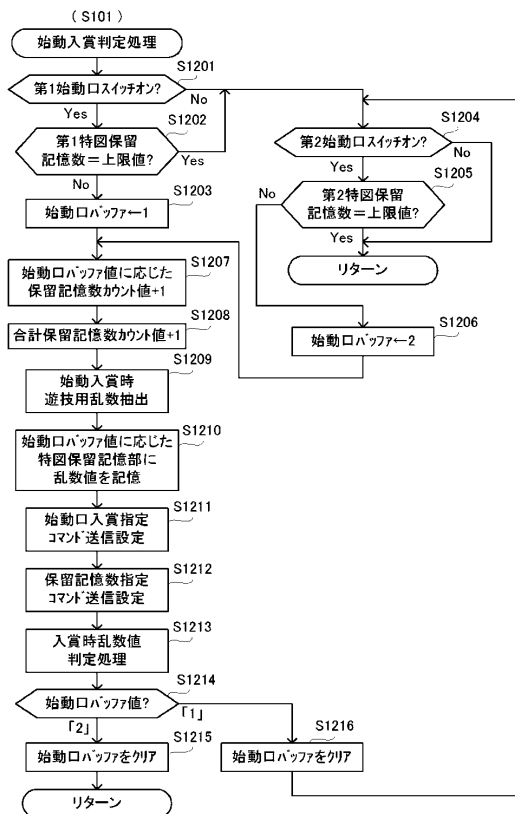 (S101)
始動入賞判定処理
S1201
第1始動口スイッチオン?
No
Yes
S1202
第1特図保留
記憶数=上限値?
Yes
No
S1203
始動口バッファ←1
S1204
第2始動口スイッチオン?
No
Yes
S1205
第2特図保留
記憶数=上限値?
No
Yes
リターン
S1206
始動口バッファ←2
S1207
始動口バッファ値に応じた
保留記憶数カウント値+1
S1208
合計保留記憶数カウント値+1
S1209
始動入賞時
遊技用乱数抽出
S1210
始動口バッファ値に応じた
特図保留記憶部に
乱数値を記憶
S1211
始動口入賞指定
コマンド送信設定
S1212
保留記憶数指定
コマンド送信設定
S1213
入賞時乱数値
判定処理
S1214
始動口バッファ値?
「1」
「2」
S1215
始動口バッファをクリア
S1216
始動口バッファをクリア
リターン